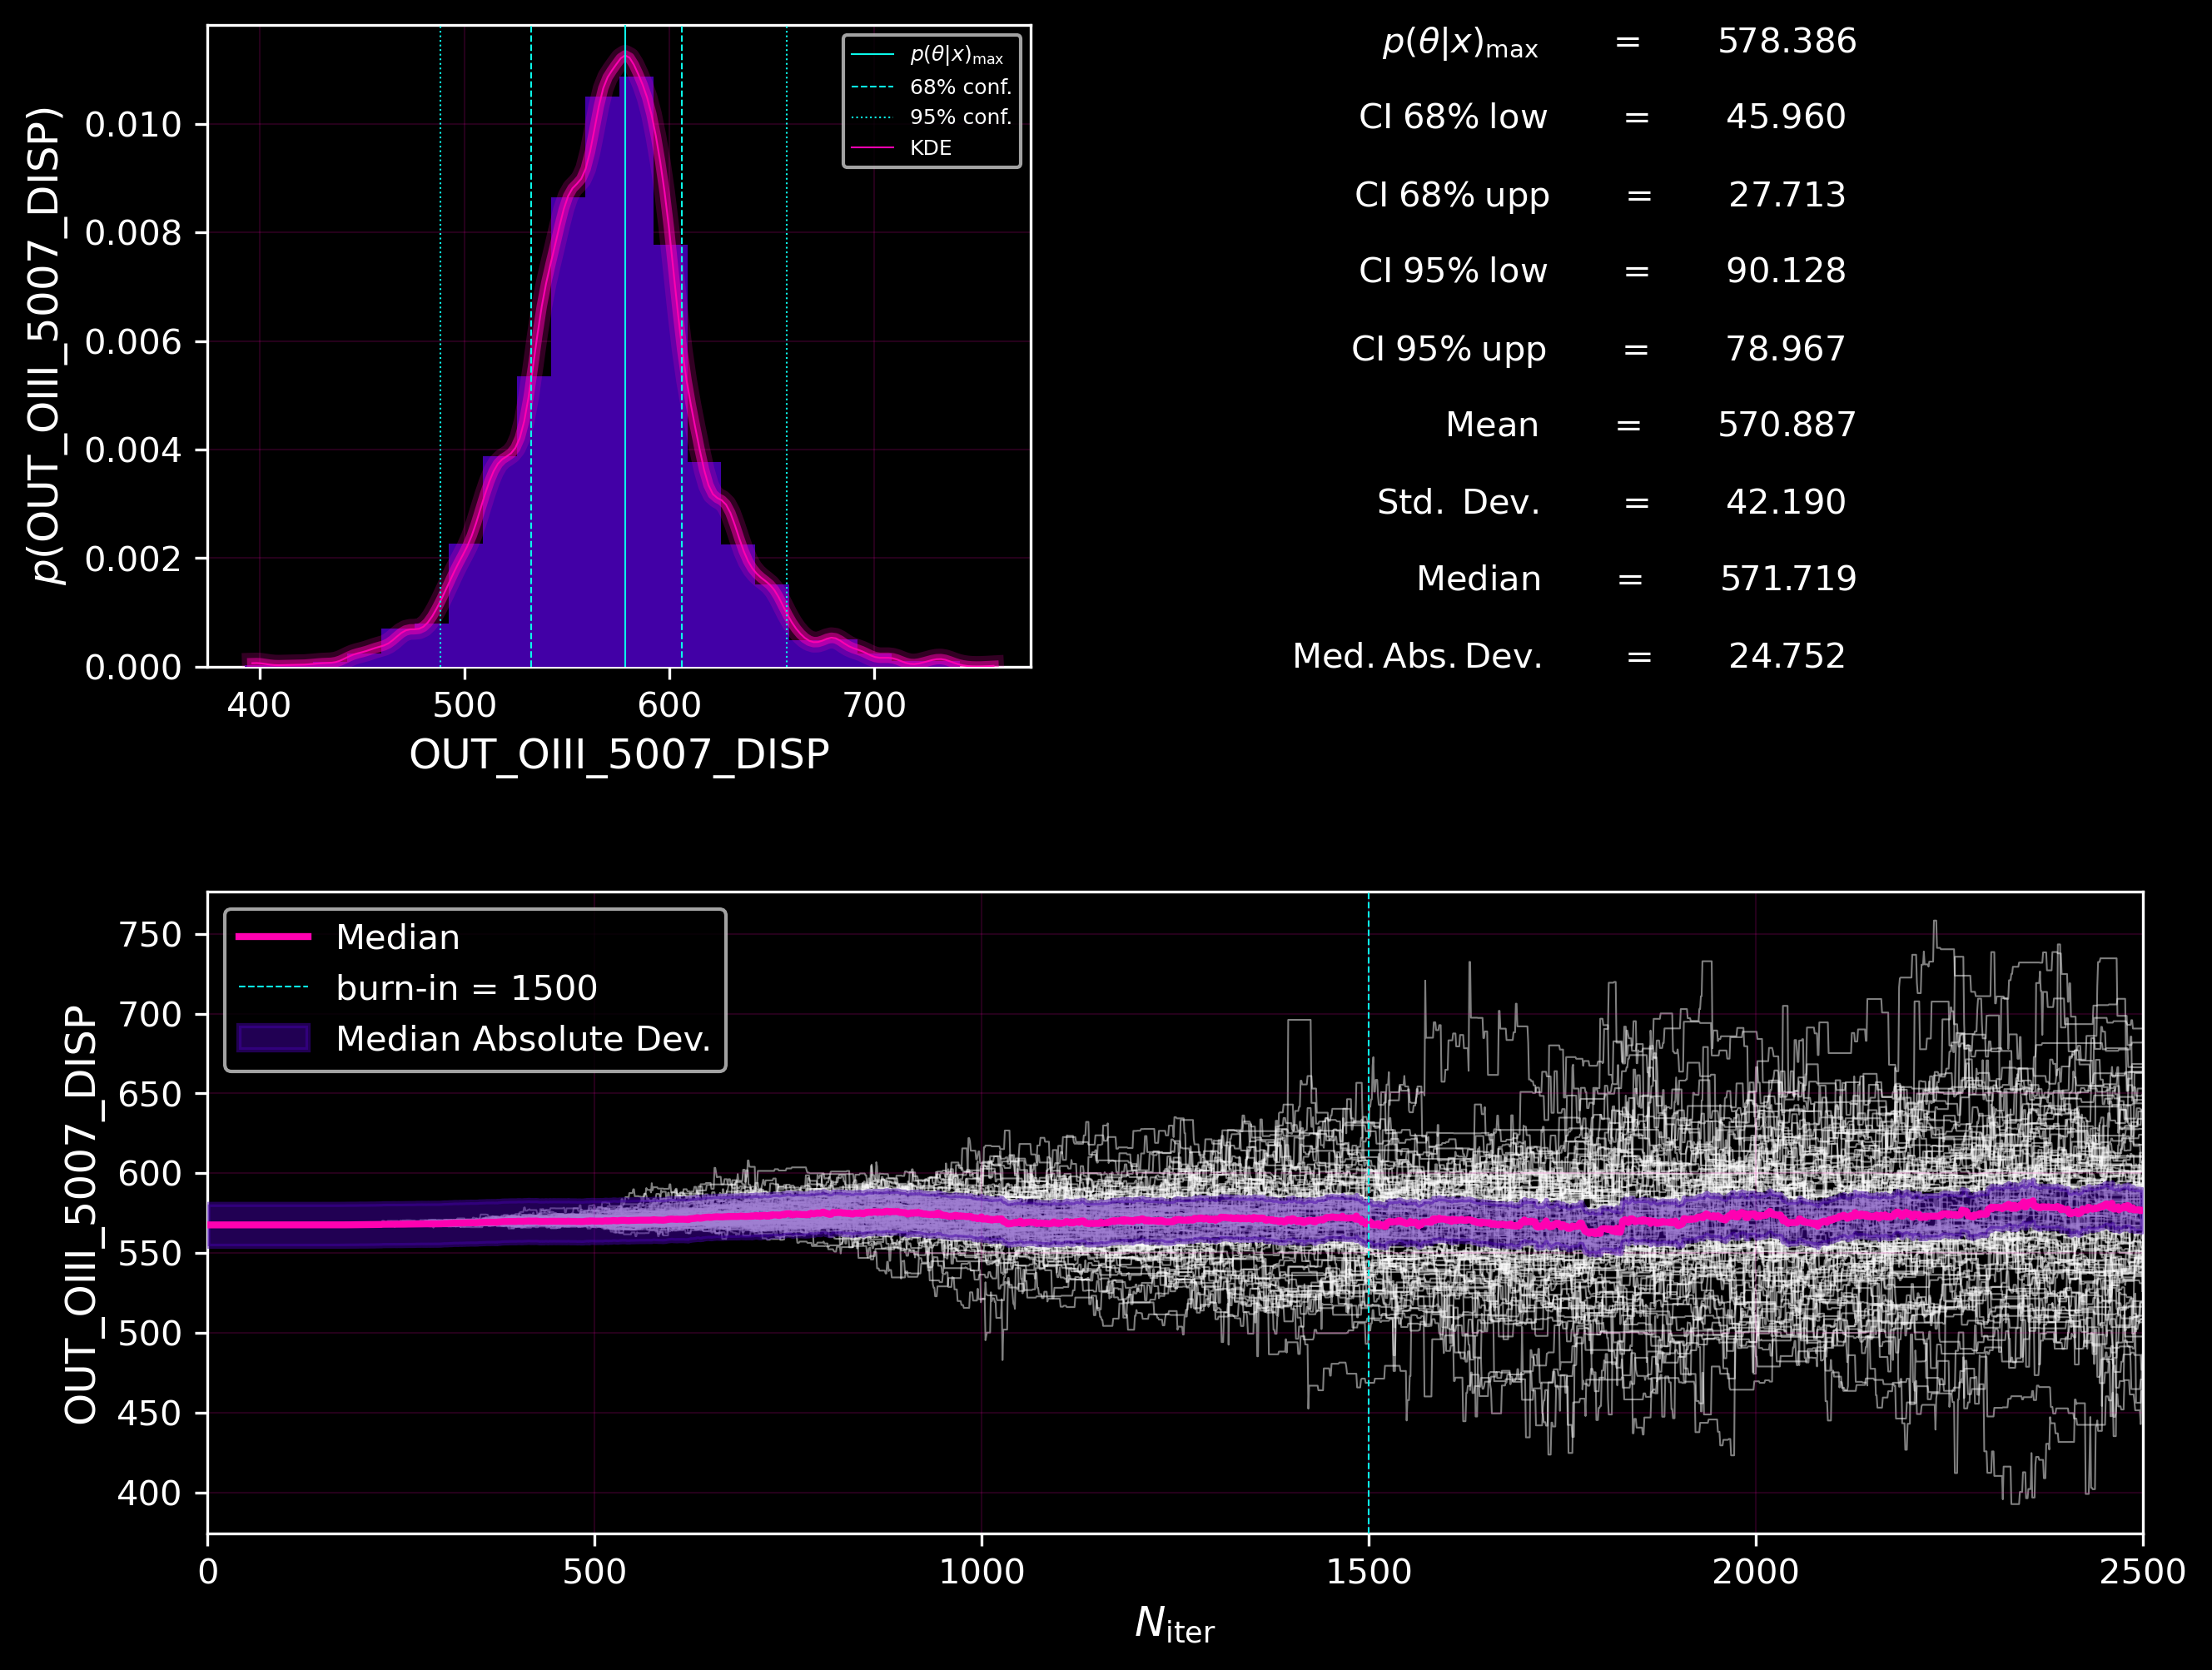 p(θ|x)max
68% conf.
95% conf.
KDE
p(OUT_OIII_5007_DISP)
0.010
0.008
0.006
0.004
0.002
0.000
400 500 600 700
OUT_OIII_5007_DISP
p(θ|x)max = 578.386
CI 68% low = 45.960
CI 68% upp = 27.713
CI 95% low = 90.128
CI 95% upp = 78.967
Mean = 570.887
Std. Dev. = 42.190
Median = 571.719
Med. Abs. Dev. = 24.752
Median
burn-in = 1500
Median Absolute Dev.
OUT_OIII_5007_DISP
750
700
650
600
550
500
450
400
0 500 1000 1500 2000 2500
Niter